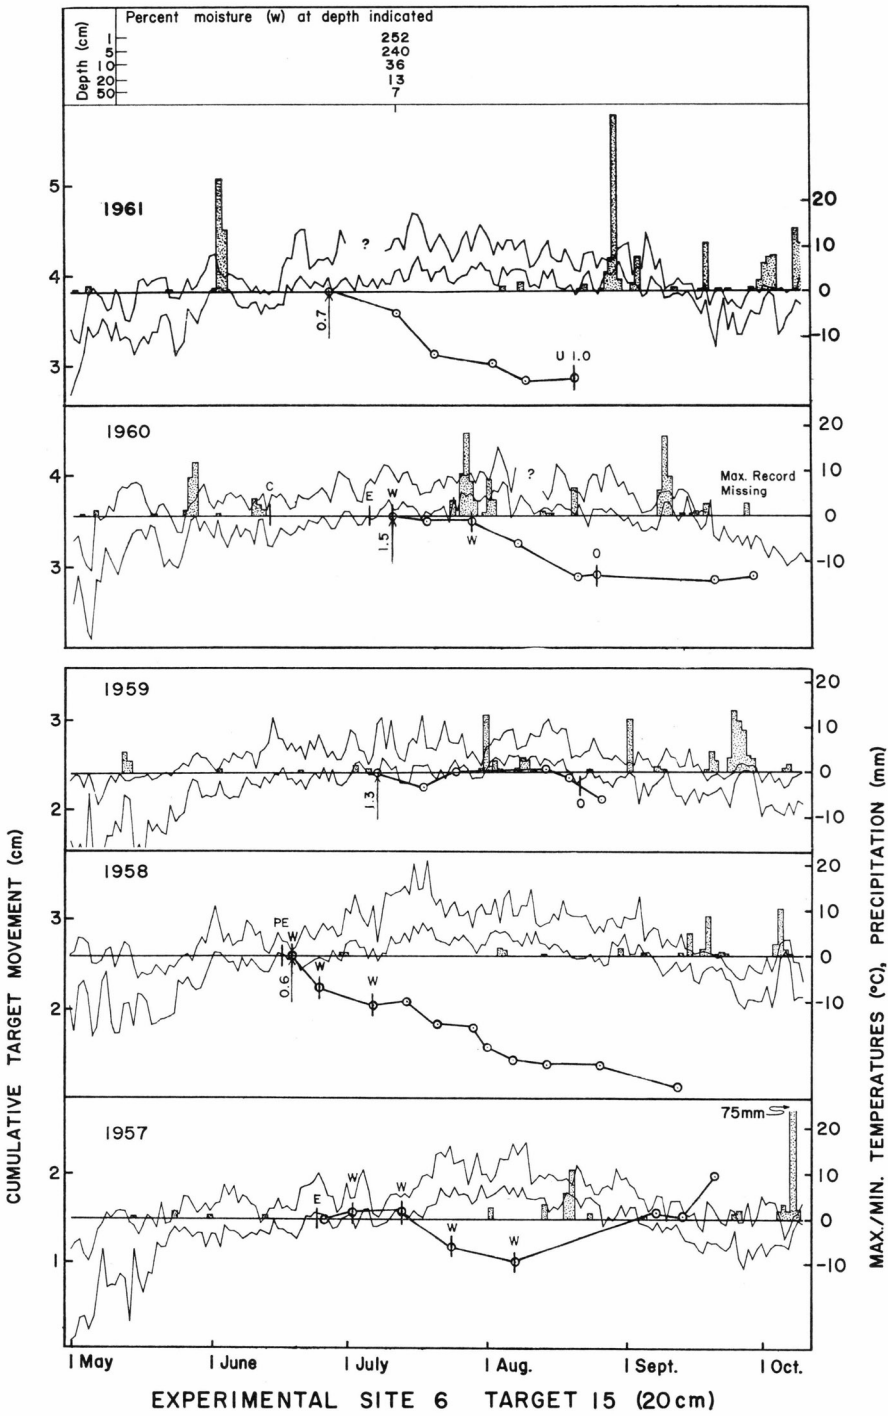 Percent moisture (w) at depth indicated
Depth (cm)
1 252
5 240
10 36
20 13
50 7
1961
5
4
3
20
10
0
-10
?
0.7
U 1.0
1960
4
3
20
10
0
-10
C
E
W
1.5
W
?
O
Max. Record
Missing
1959
3
2
20
10
0
-10
1.3
O
1958
3
2
20
10
0
-10
PE
W
0.6
W
W
1957
2
1
20
10
0
-10
E
W
W
W
W
75mm
CUMULATIVE TARGET MOVEMENT (cm)
MAX./MIN. TEMPERATURES (°C), PRECIPITATION (mm)
1 May 1 June 1 July 1 Aug. 1 Sept. 1 Oct.
EXPERIMENTAL SITE 6 TARGET 15 (20cm)